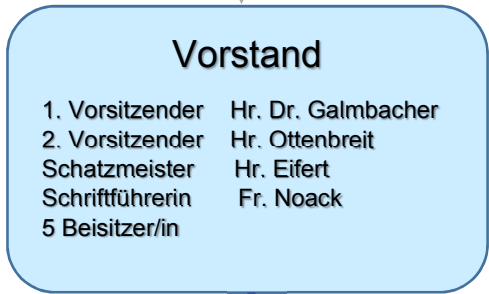 Vorstand
1. Vorsitzender Hr. Dr. Galmbacher
2. Vorsitzender Hr. Ottenbreit
Schatzmeister Hr. Eifert
Schriftführerin Fr. Noack
5 Beisitzer/in